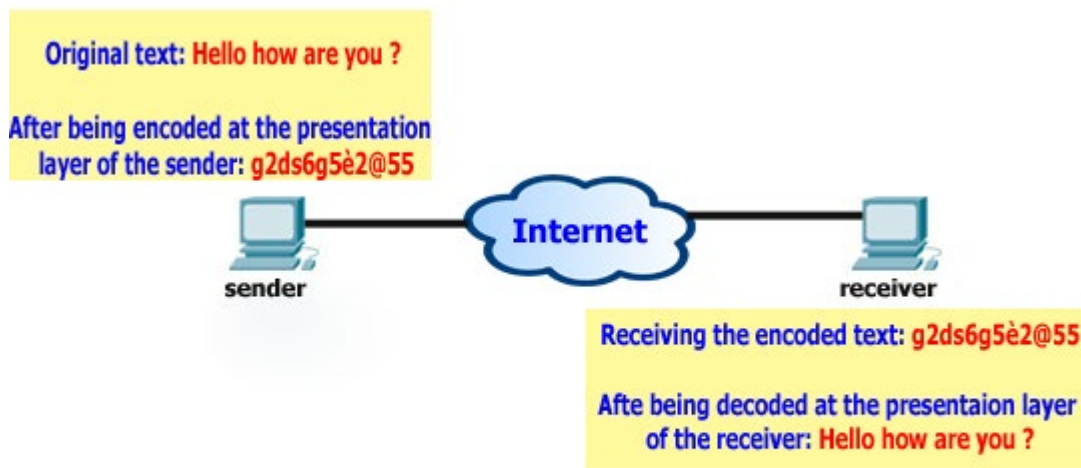 Original text: Hello how are you ?
After being encoded at the presentation
layer of the sender: g2ds6g5è2@55
Internet
sender
receiver
Receiving the encoded text: g2ds6g5è2@55
Afte being decoded at the presentaion layer
of the receiver: Hello how are you ?